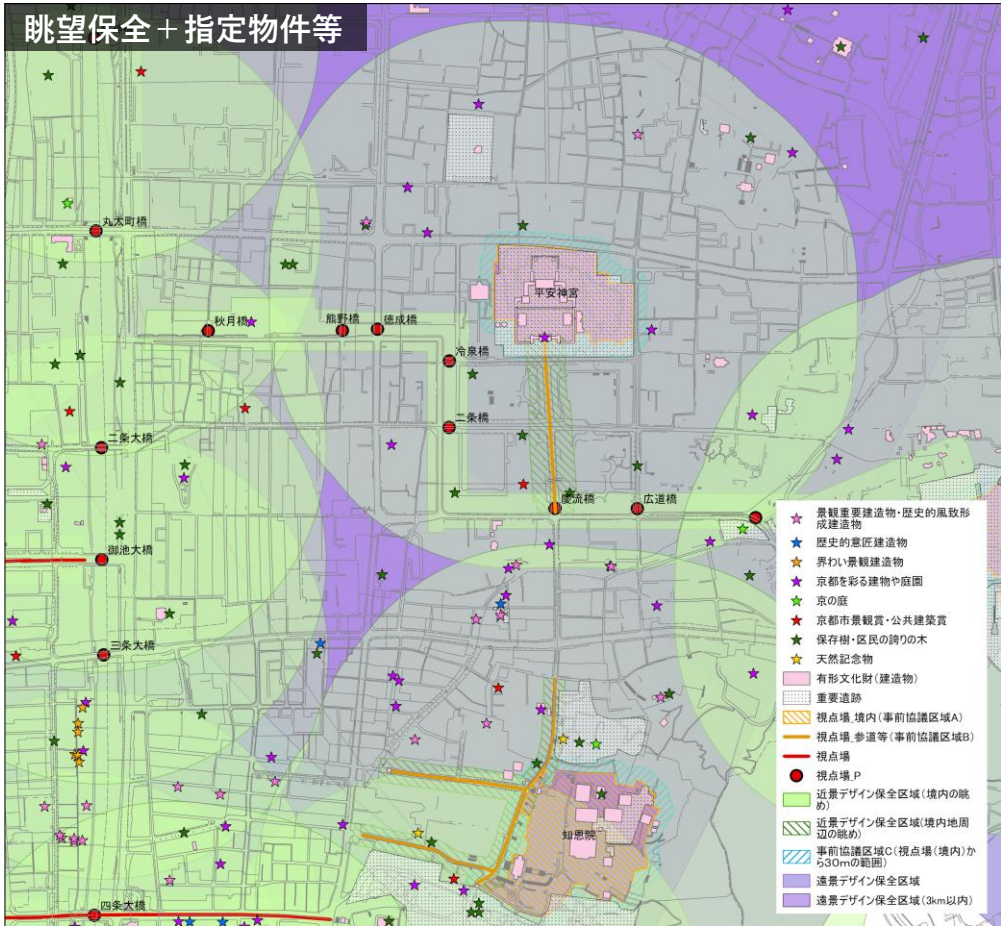 眺望保全＋指定物件等
丸太町橋
秋月橋
熊野橋
徳成橋
平安神宮
冷泉橋
二条橋
二条大橋
慶流橋
広道橋
御池大橋
三条大橋
知恩院
四条大橋
景観重要建造物・歴史的風致形
成建造物
歴史的意匠建造物
界わい景観建造物
京都を彩る建物や庭園
京の庭
京都市景観賞・公共建築賞
保存樹・区民の誇りの木
天然記念物
有形文化財(建造物)
重要遺跡
視点場_境内(事前協議区域A)
視点場_参道等(事前協議区域B)
視点場
視点場_P
近景デザイン保全区域(境内の眺
め)
近景デザイン保全区域(境内地周
辺の眺め)
事前協議区域C(視点場(境内)か
ら30mの範囲)
遠景デザイン保全区域
遠景デザイン保全区域(3km以内)